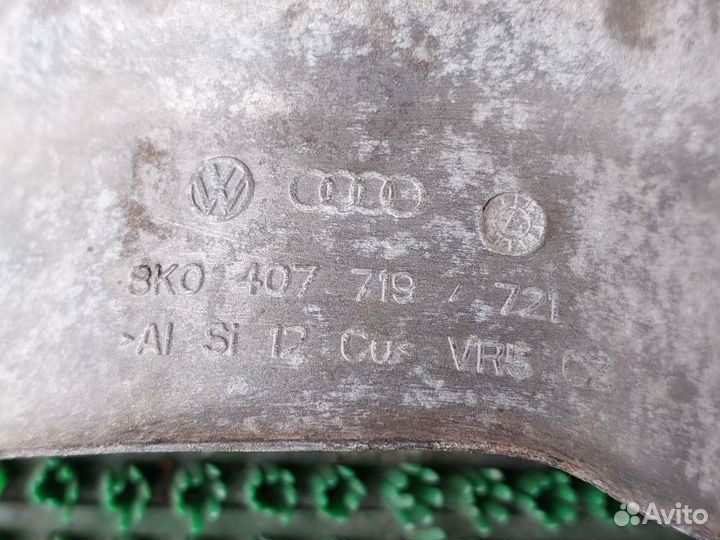 8K0 407 719 / 721
>Al Si 12 Cu< VR5 CZ
Avito